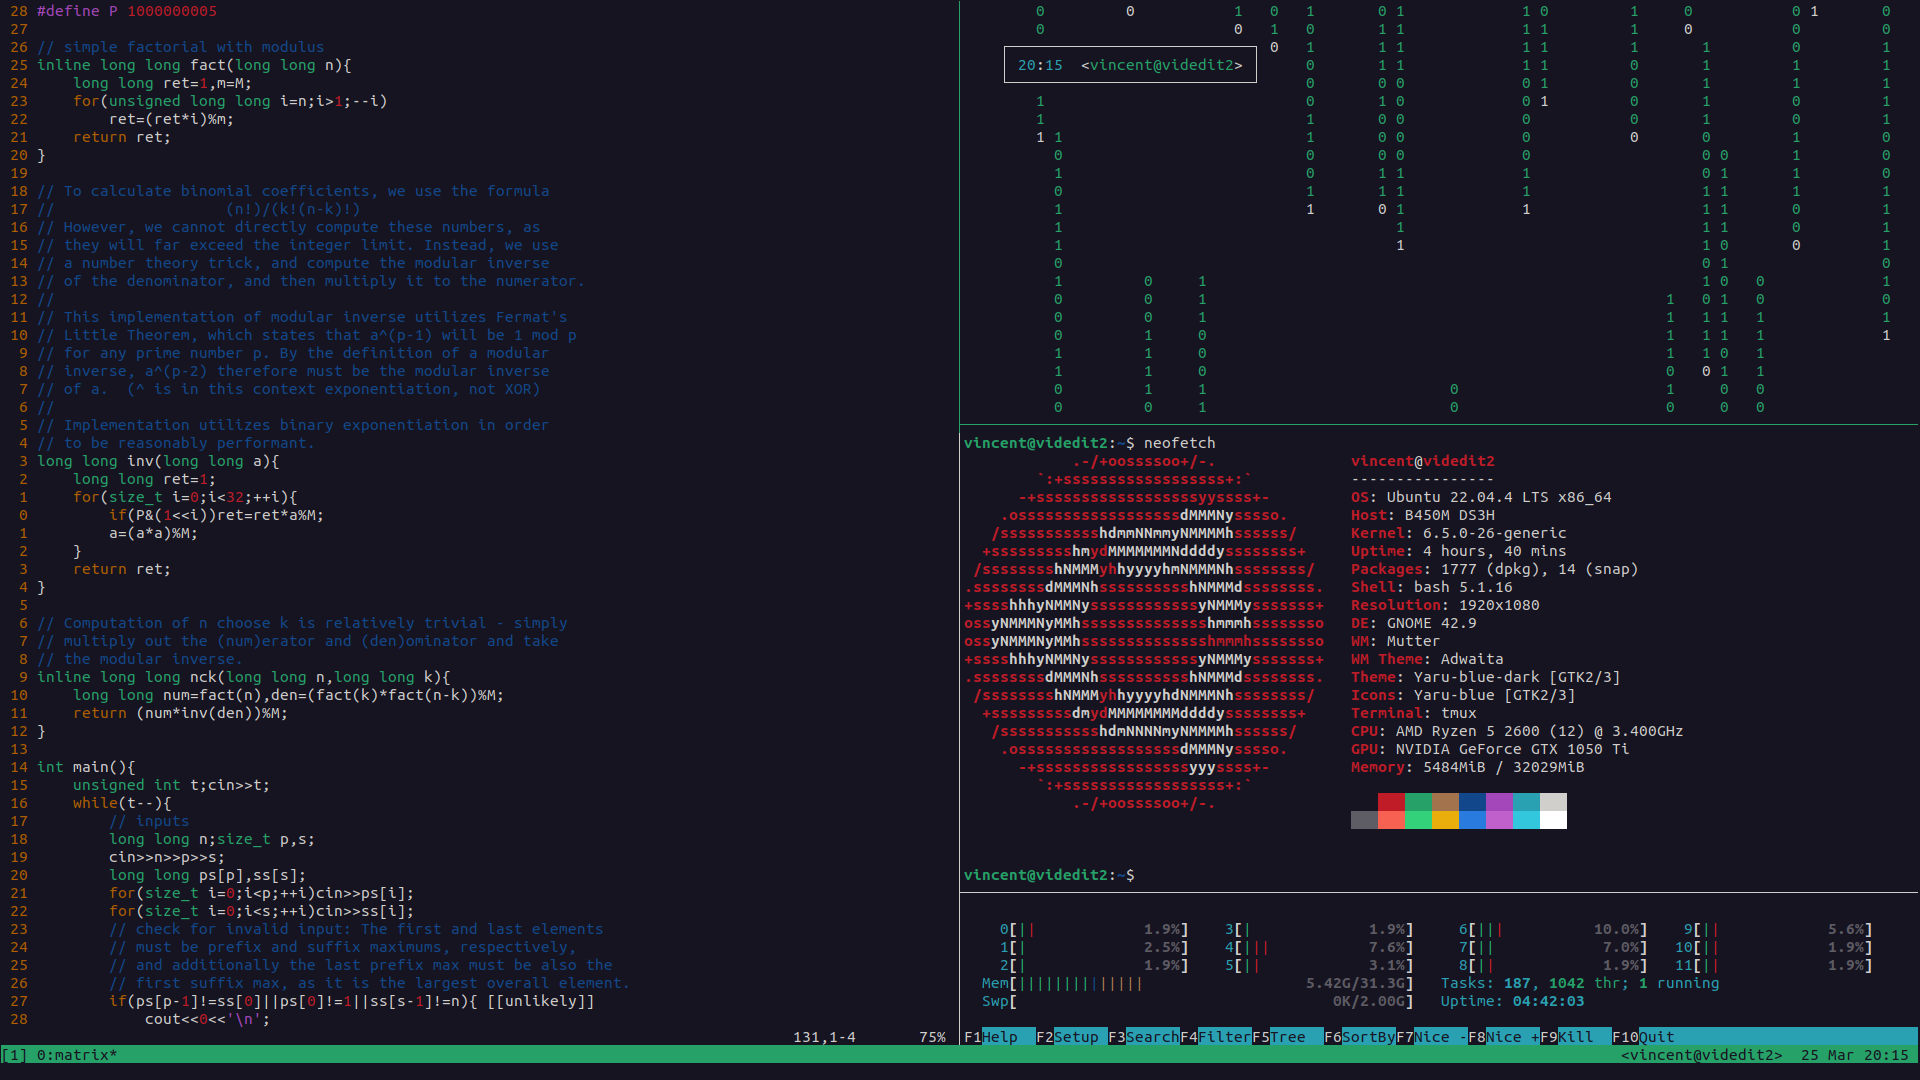 28 #define P 1000000005
27
26 // simple factorial with modulus
25 inline long long fact(long long n){
24     long long ret=1,m=M;
23     for(unsigned long long i=n;i>1;--i)
22         ret=(ret*i)%m;
21     return ret;
20 }
19
18 // To calculate binomial coefficients, we use the formula
17 //                   (n!)/(k!(n-k)!)
16 // However, we cannot directly compute these numbers, as
15 // they will far exceed the integer limit. Instead, we use
14 // a number theory trick, and compute the modular inverse
13 // of the denominator, and then multiply it to the numerator.
12 //
11 // This implementation of modular inverse utilizes Fermat's
10 // Little Theorem, which states that a^(p-1) will be 1 mod p
9 // for any prime number p. By the definition of a modular
8 // inverse, a^(p-2) therefore must be the modular inverse
7 // of a.  (^ is in this context exponentiation, not XOR)
6 //
5 // Implementation utilizes binary exponentiation in order
4 // to be reasonably performant.
3 long long inv(long long a){
2     long long ret=1;
1     for(size_t i=0;i<32;++i){
0         if(P&(1<<i))ret=ret*a%M;
1         a=(a*a)%M;
2     }
3     return ret;
4 }
5
6 // Computation of n choose k is relatively trivial - simply
7 // multiply out the (num)erator and (den)ominator and take
8 // the modular inverse.
9 inline long long nck(long long n,long long k){
10     long long num=fact(n),den=(fact(k)*fact(n-k))%M;
11     return (num*inv(den))%M;
12 }
13
14 int main(){
15     unsigned int t;cin>>t;
16     while(t--){
17         // inputs
18         long long n;size_t p,s;
19         cin>>n>>p>>s;
20         long long ps[p],ss[s];
21         for(size_t i=0;i<p;++i)cin>>ps[i];
22         for(size_t i=0;i<s;++i)cin>>ss[i];
23         // check for invalid input: The first and last elements
24         // must be prefix and suffix maximums, respectively,
25         // and additionally the last prefix max must be also the
26         // first suffix max, as it is the largest overall element.
27         if(ps[p-1]!=ss[0]||ps[0]!=1||ss[s-1]!=n){ [[unlikely]]
28             cout<<0<<'\n';
131,1-4       75%
20:15  <vincent@videdit2>
vincent@videdit2:~$ neofetch
vincent@videdit2
----------------
OS: Ubuntu 22.04.4 LTS x86_64
Host: B450M DS3H
Kernel: 6.5.0-26-generic
Uptime: 4 hours, 40 mins
Packages: 1777 (dpkg), 14 (snap)
Shell: bash 5.1.16
Resolution: 1920x1080
DE: GNOME 42.9
WM: Mutter
WM Theme: Adwaita
Theme: Yaru-blue-dark [GTK2/3]
Icons: Yaru-blue [GTK2/3]
Terminal: tmux
CPU: AMD Ryzen 5 2600 (12) @ 3.400GHz
GPU: NVIDIA GeForce GTX 1050 Ti
Memory: 5484MiB / 32029MiB
vincent@videdit2:~$
0[|| 1.9%] 3[| 1.9%] 6[||| 10.0%] 9[|| 5.6%]
1[| 2.5%] 4[||| 7.6%] 7[|| 7.0%] 10[|| 1.9%]
2[| 1.9%] 5[|| 3.1%] 8[|| 1.9%] 11[|| 1.9%]
Mem[|||||||||||||| 5.42G/31.3G] Tasks: 187, 1042 thr; 1 running
Swp[ 0K/2.00G] Uptime: 04:42:03
F1Help  F2Setup F3SearchF4FilterF5Tree  F6SortByF7Nice -F8Nice +F9Kill  F10Quit
[1] 0:matrix* <vincent@videdit2>  25 Mar 20:15